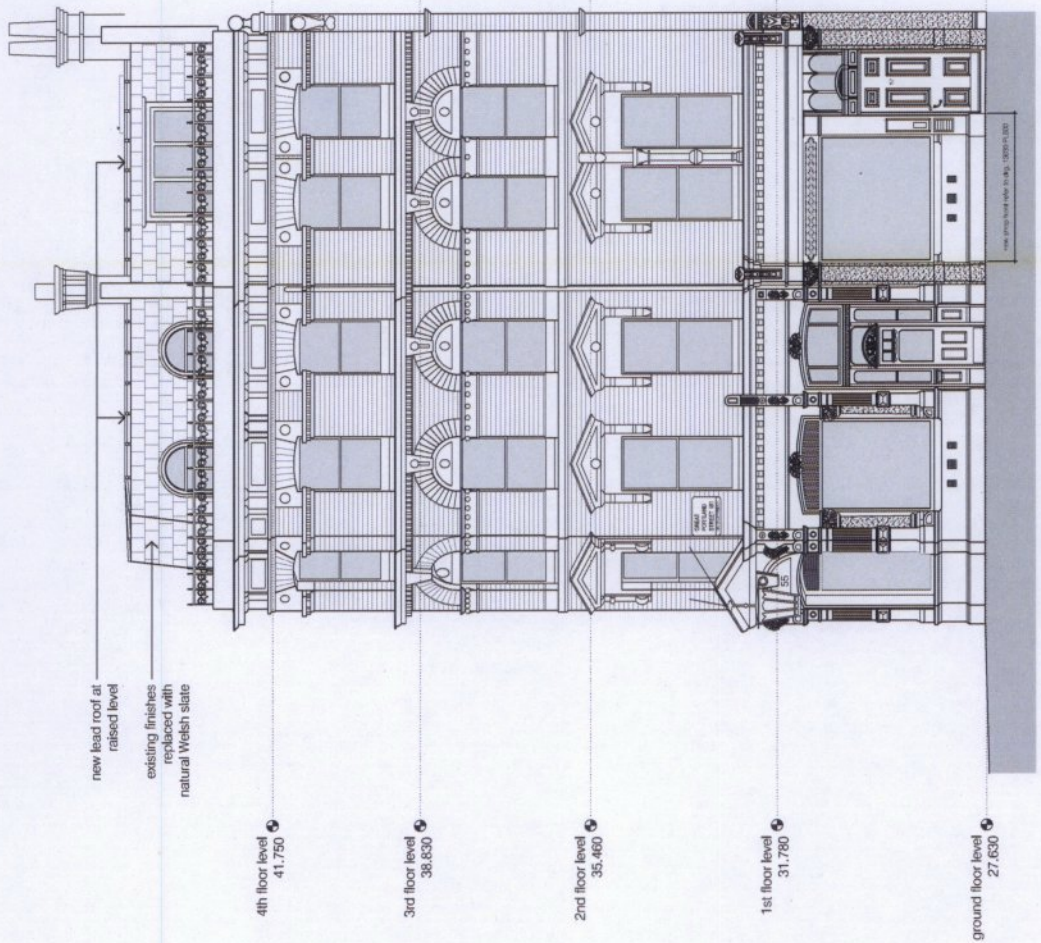 new lead roof at
raised level
existing finishes
replaced with
natural Welsh slate
4th floor level
41.750
3rd floor level
38.830
2nd floor level
35.460
1st floor level
31.780
ground floor level
27.630
GREAT
PORTLAND
STREET W1
55